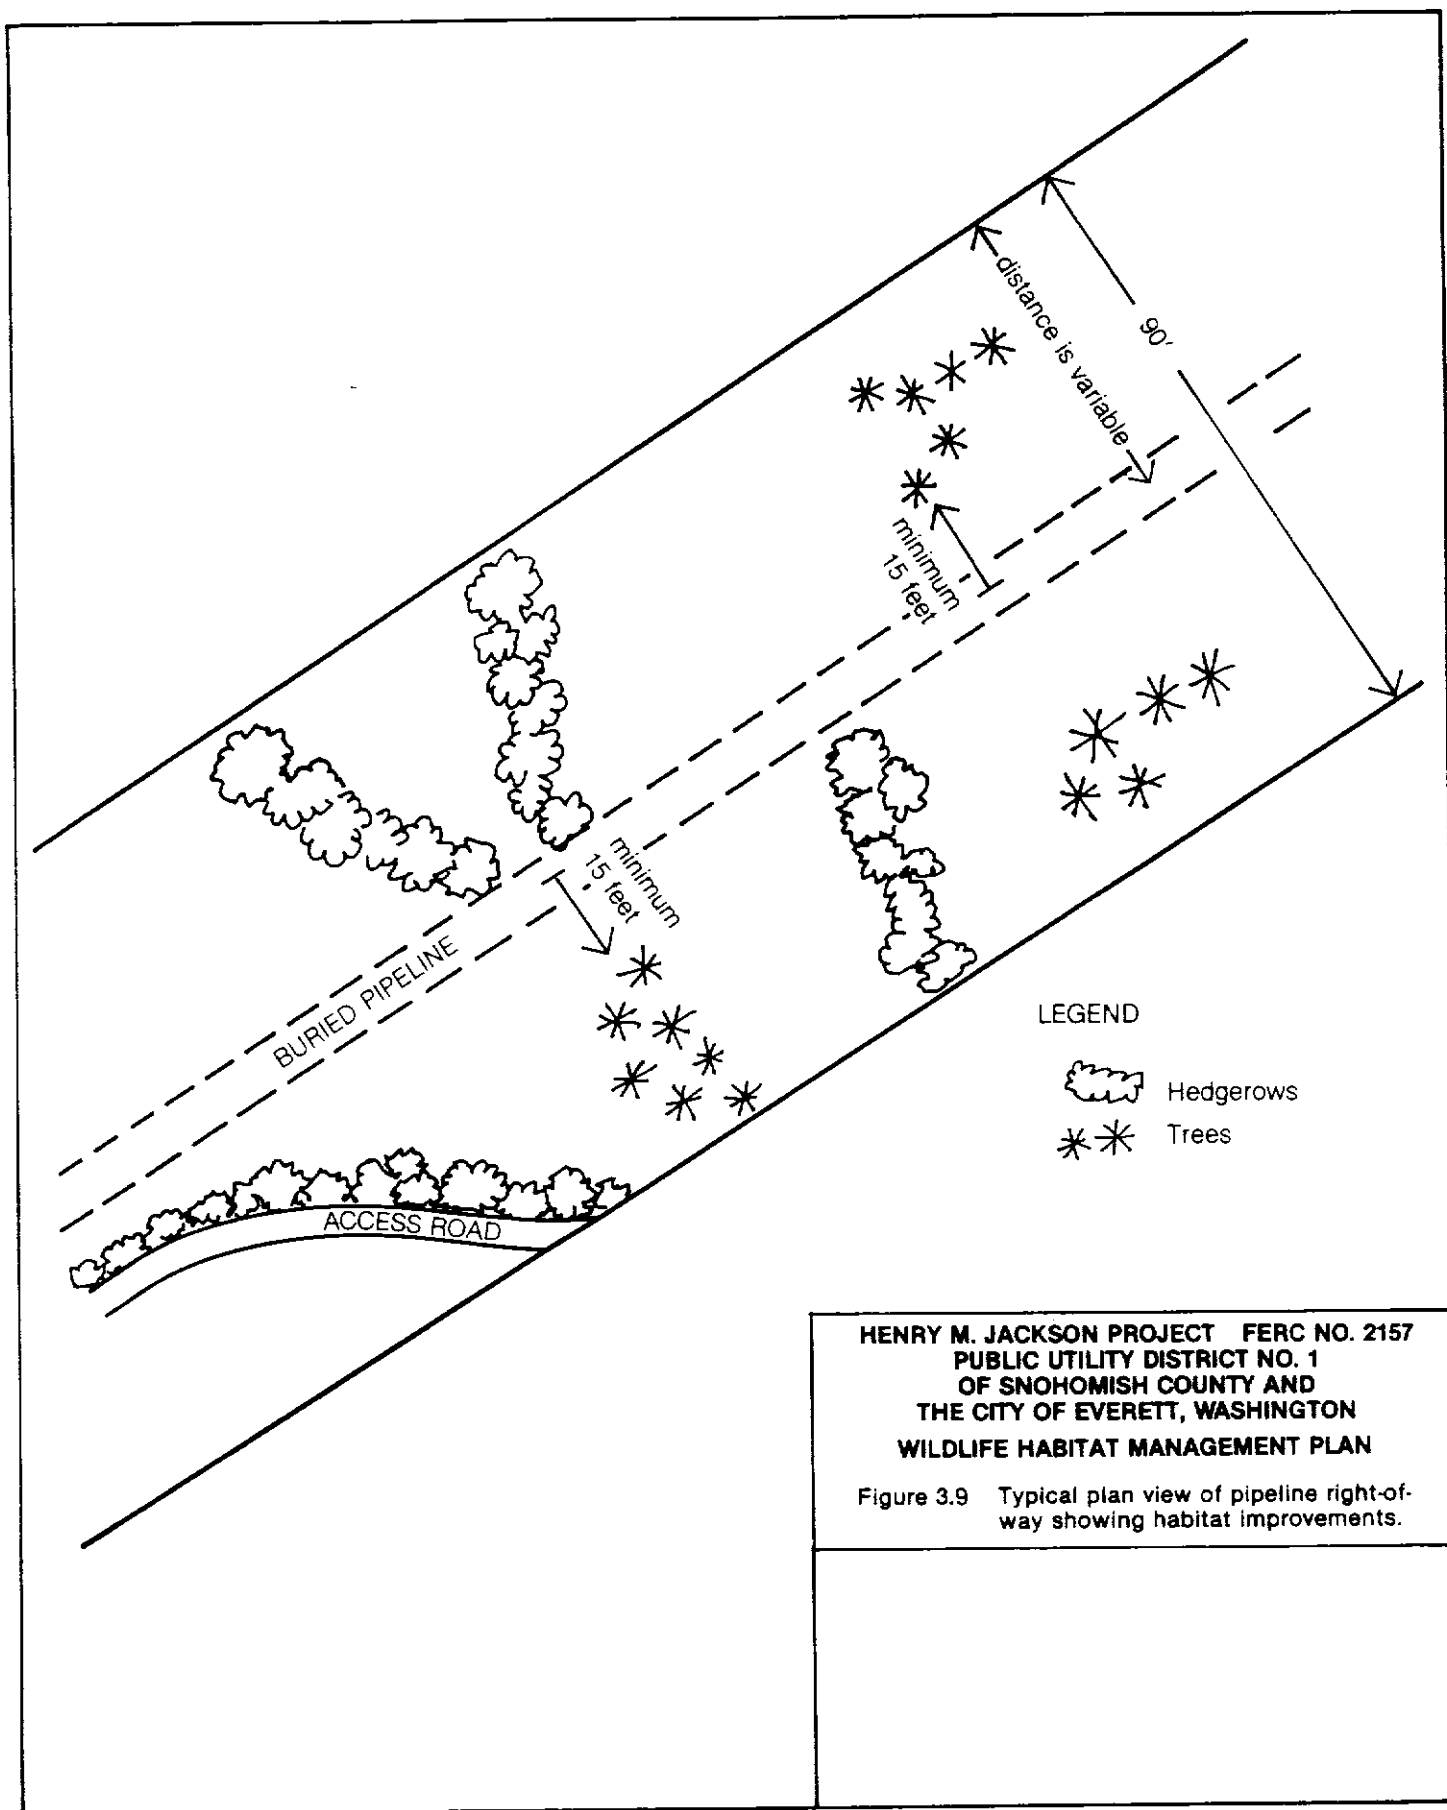 distance is variable
90′
minimum
15 feet
minimum
15 feet
BURIED PIPELINE
ACCESS ROAD
LEGEND
Hedgerows
Trees
HENRY M. JACKSON PROJECT FERC NO. 2157
PUBLIC UTILITY DISTRICT NO. 1
OF SNOHOMISH COUNTY AND
THE CITY OF EVERETT, WASHINGTON
WILDLIFE HABITAT MANAGEMENT PLAN
Figure 3.9 Typical plan view of pipeline right-of-
way showing habitat improvements.